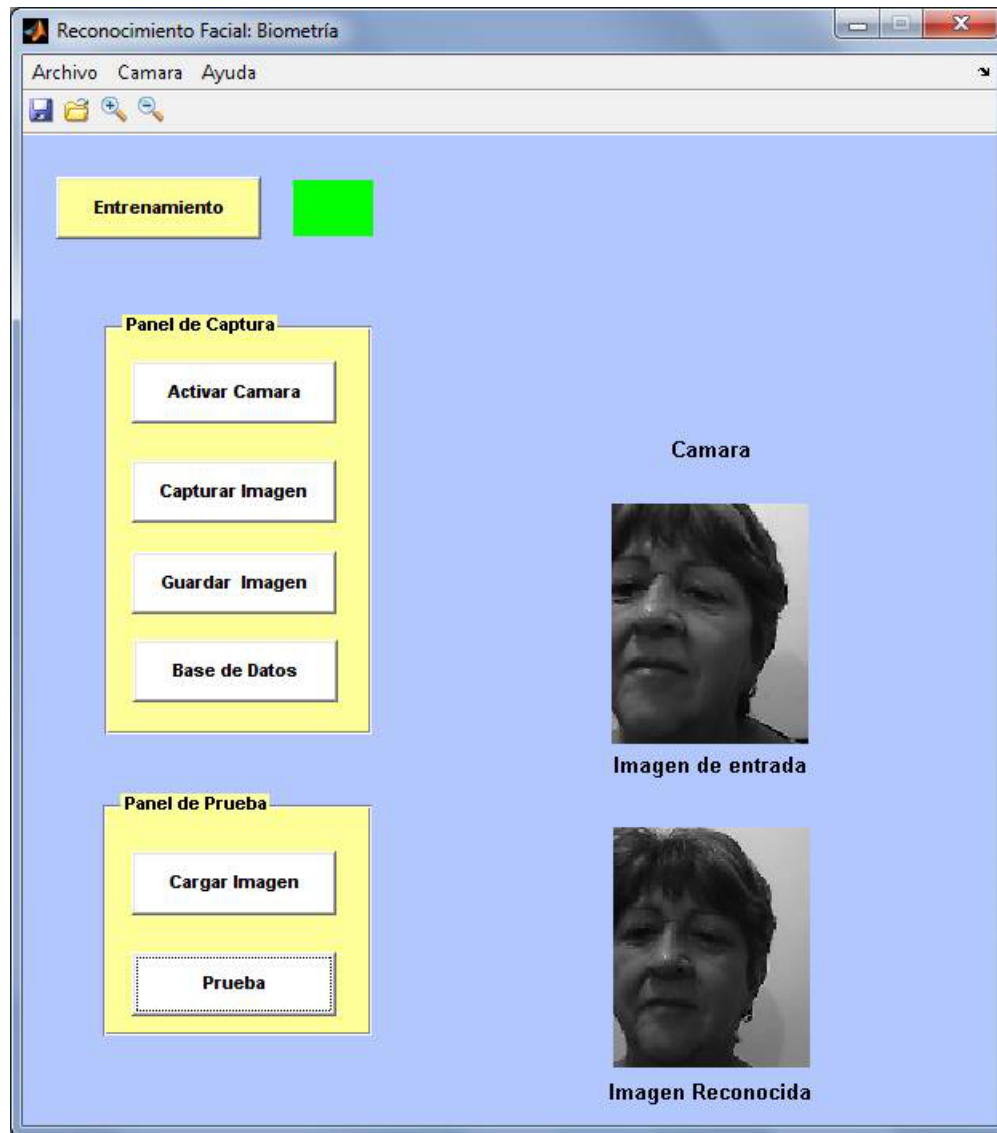 Reconocimiento Facial: Biometría
Archivo Camara Ayuda
Entrenamiento
Panel de Captura
Activar Camara
Capturar Imagen
Guardar Imagen
Base de Datos
Camara
Imagen de entrada
Panel de Prueba
Cargar Imagen
Prueba
Imagen Reconocida